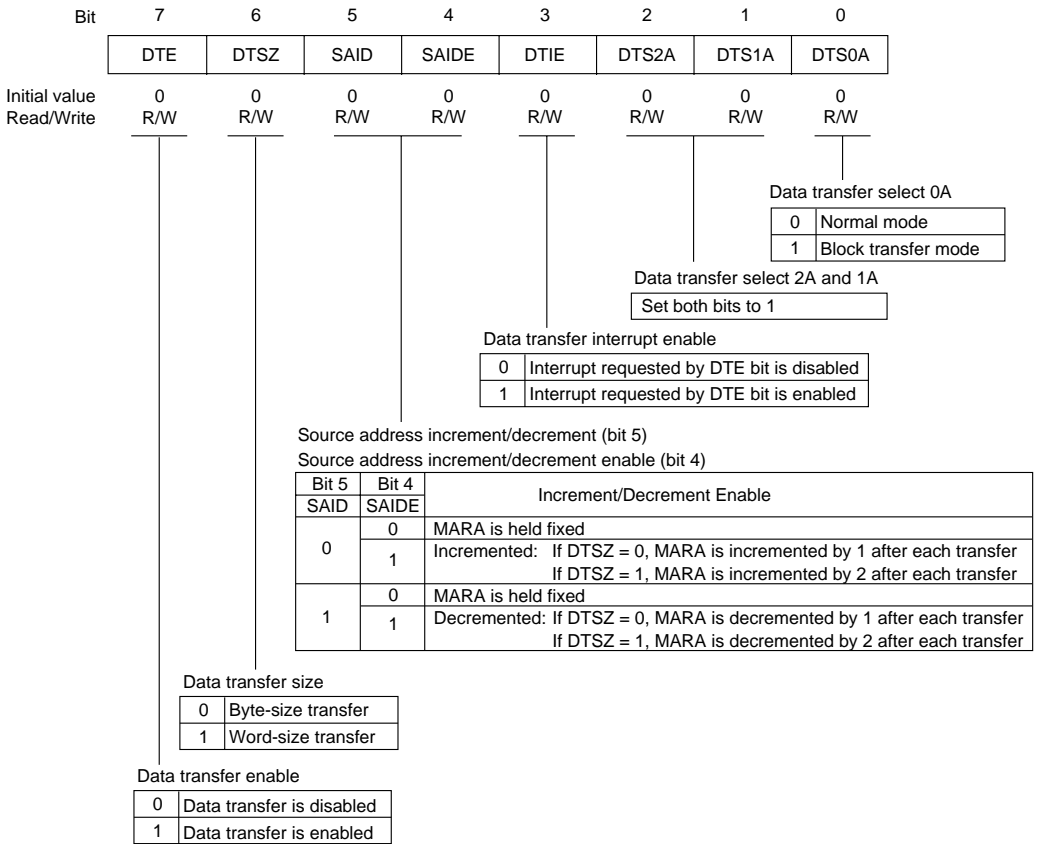 Bit 7 6 5 4 3 2 1 0
DTE DTSZ SAID SAIDE DTIE DTS2A DTS1A DTS0A
Initial value 0 0 0 0 0 0 0 0
Read/Write R/W R/W R/W R/W R/W R/W R/W R/W
Data transfer select 0A
0 Normal mode
1 Block transfer mode
Data transfer select 2A and 1A
Set both bits to 1
Data transfer interrupt enable
0 Interrupt requested by DTE bit is disabled
1 Interrupt requested by DTE bit is enabled
Source address increment/decrement (bit 5)
Source address increment/decrement enable (bit 4)
Bit 5 Bit 4 Increment/Decrement Enable
SAID SAIDE
0 0 MARA is held fixed
1 Incremented: If DTSZ = 0, MARA is incremented by 1 after each transfer
If DTSZ = 1, MARA is incremented by 2 after each transfer
1 0 MARA is held fixed
1 Decremented: If DTSZ = 0, MARA is decremented by 1 after each transfer
If DTSZ = 1, MARA is decremented by 2 after each transfer
Data transfer size
0 Byte-size transfer
1 Word-size transfer
Data transfer enable
0 Data transfer is disabled
1 Data transfer is enabled